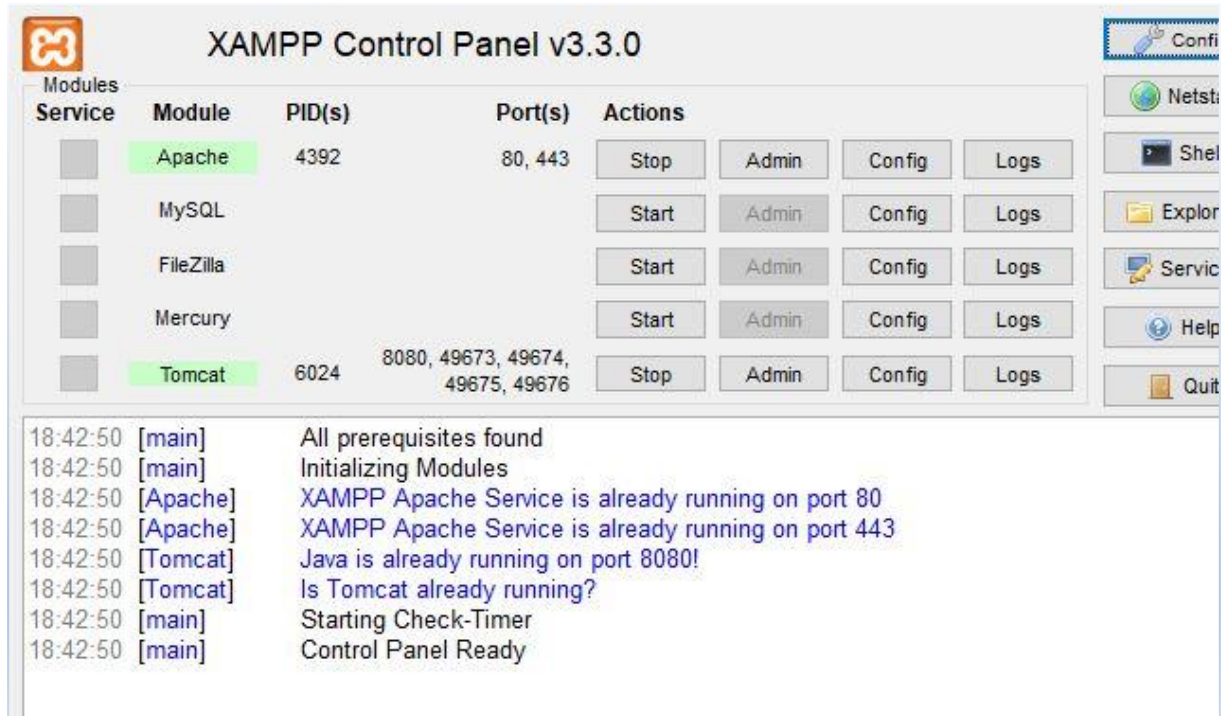 XAMPP Control Panel v3.3.0
Confi
Modules
Netsta
Service Module PID(s) Port(s) Actions
Apache 4392 80, 443 Stop Admin Config Logs
Shel
MySQL Start Admin Config Logs
Explor
FileZilla Start Admin Config Logs
Servic
Mercury Start Admin Config Logs
Help
Tomcat 6024 8080, 49673, 49674,
49675, 49676 Stop Admin Config Logs
Quit
18:42:50 [main] All prerequisites found
18:42:50 [main] Initializing Modules
18:42:50 [Apache] XAMPP Apache Service is already running on port 80
18:42:50 [Apache] XAMPP Apache Service is already running on port 443
18:42:50 [Tomcat] Java is already running on port 8080!
18:42:50 [Tomcat] Is Tomcat already running?
18:42:50 [main] Starting Check-Timer
18:42:50 [main] Control Panel Ready